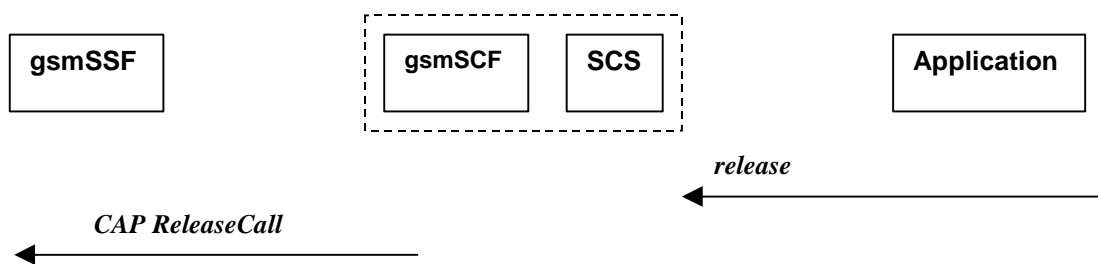 gsmSSF
gsmSCF
SCS
Application
release
CAP ReleaseCall